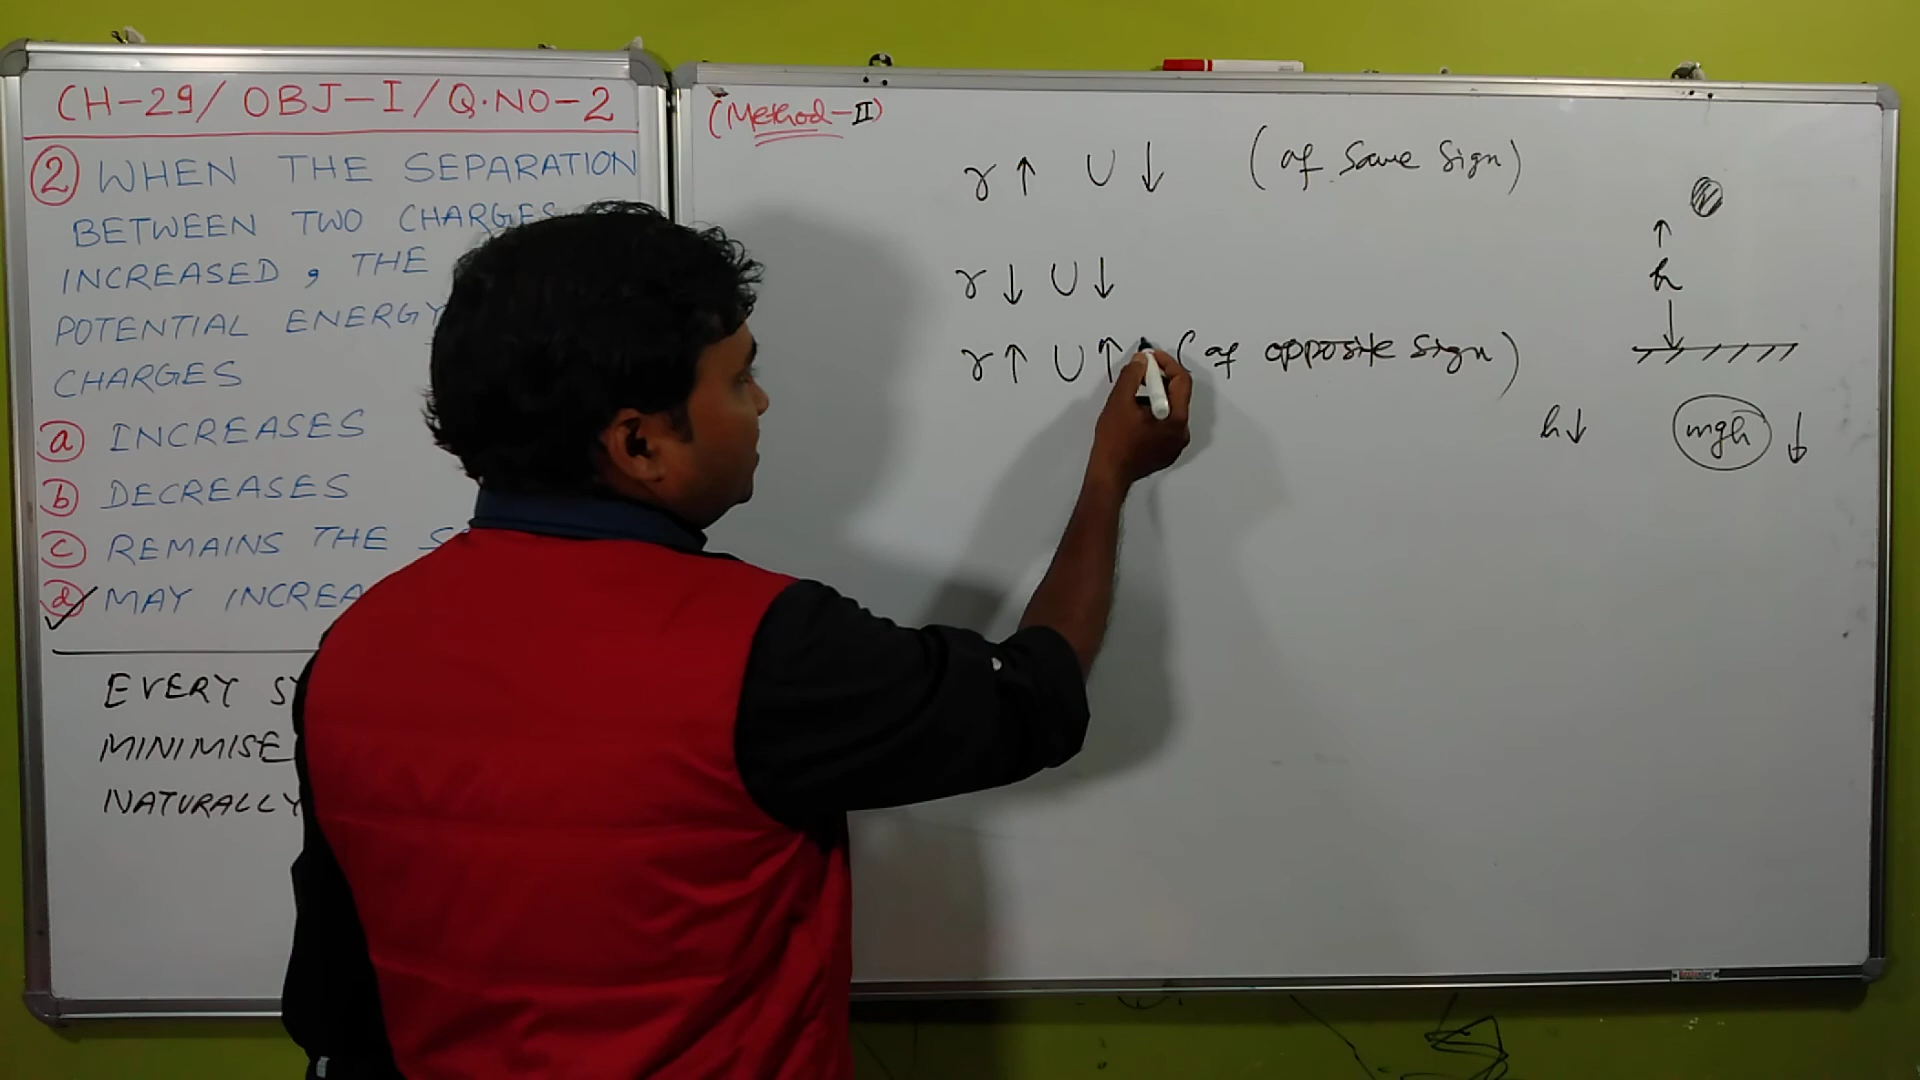 CH-29/ OBJ-I/Q.NO-2
② WHEN THE SEPARATION
BETWEEN TWO CHARGES
INCREASED, THE
POTENTIAL ENERGY
CHARGES
ⓐ INCREASES
ⓑ DECREASES
ⓒ REMAINS THE
ⓓ MAY
EVERY
MINIMISE
NATURALLY
(Method-II)
r↑ U↓ (of same sign)
r↓ U↓
r↑ U↑ (of opposite sign)
↑
h
↓
h↓ mgh ↓